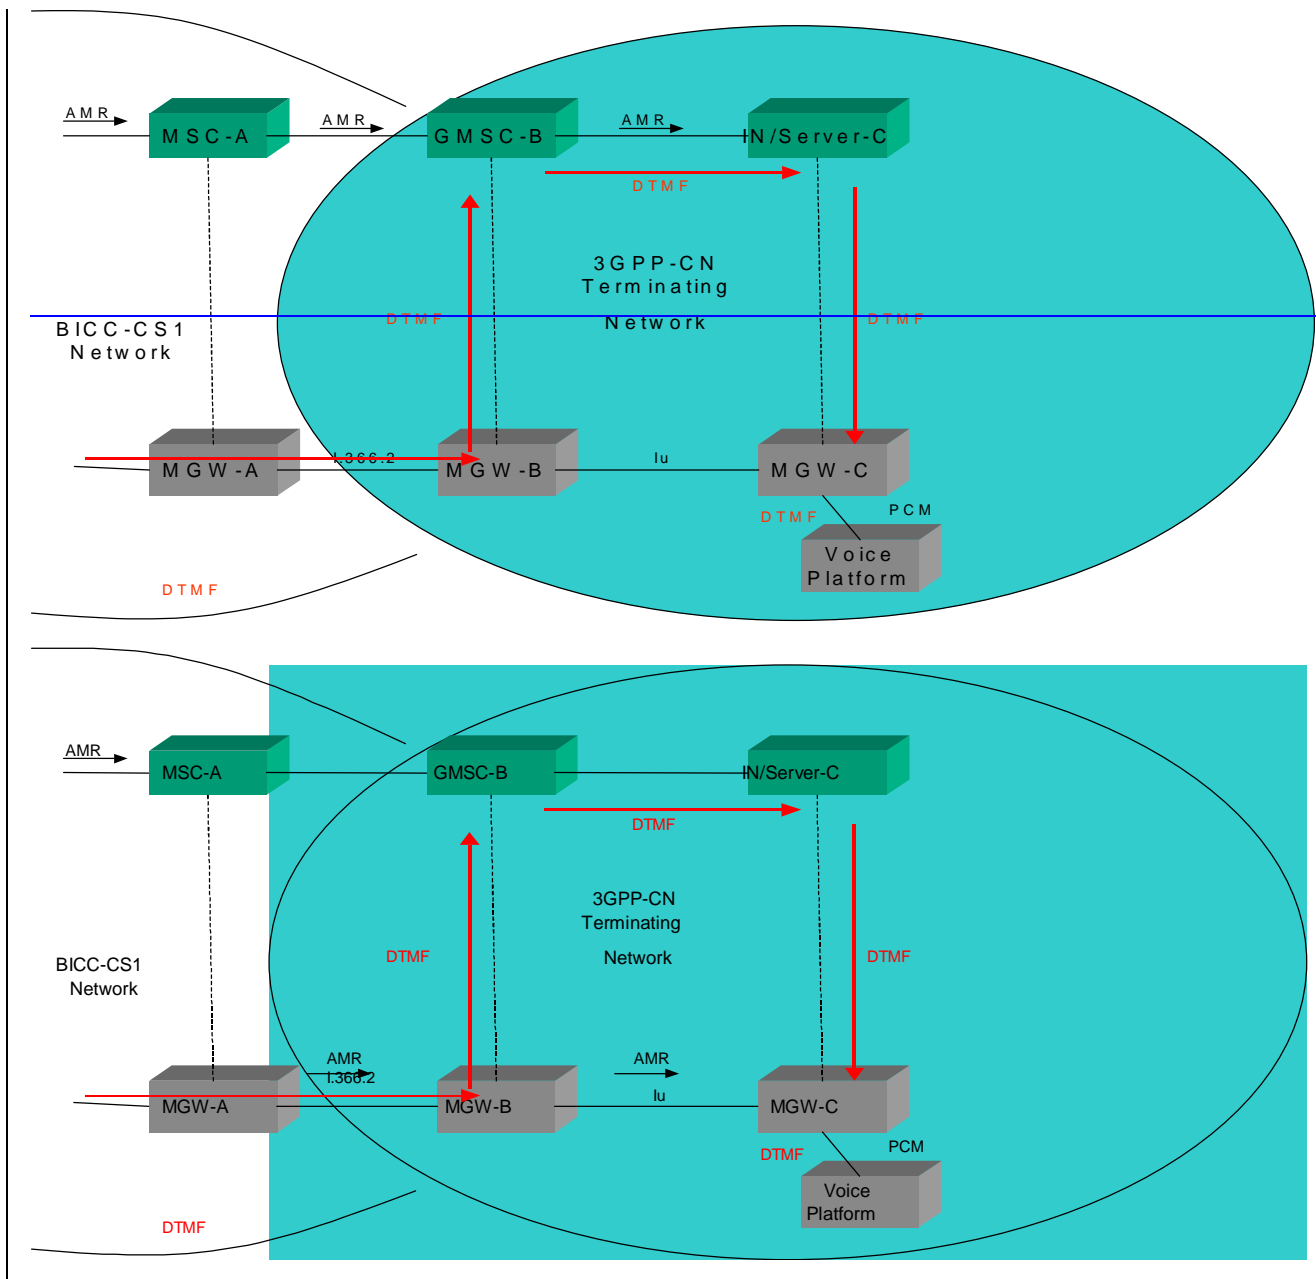 AMR
AMR
AMR
MSC-A
GMSC-B
IN/Server-C
DTMF
3GPP-CN
Terminating
Network
DTMF
DTMF
BICC-CS1
Network
I.366.2
Iu
MGW-A
MGW-B
MGW-C
PCM
DTMF
Voice
Platform
DTMF
AMR
MSC-A
GMSC-B
IN/Server-C
DTMF
3GPP-CN
Terminating
Network
DTMF
DTMF
BICC-CS1
Network
AMR
I.366.2
AMR
Iu
MGW-A
MGW-B
MGW-C
PCM
DTMF
Voice
Platform
DTMF